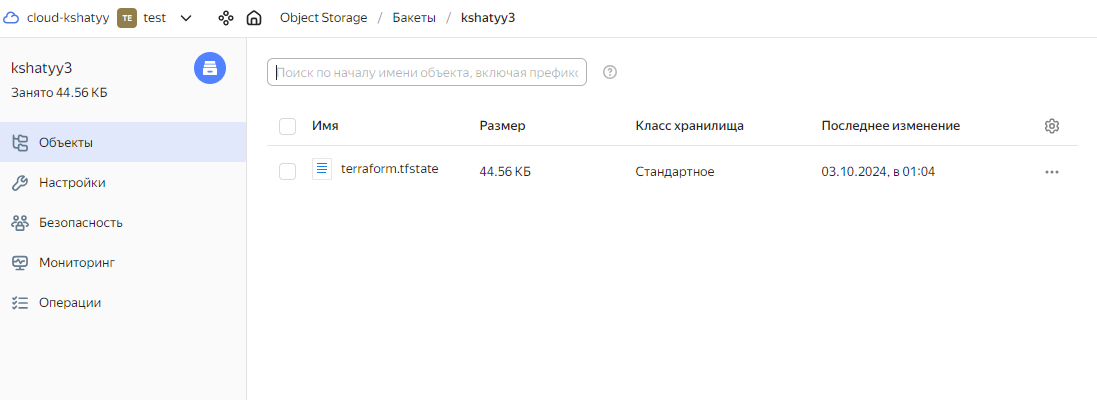 cloud-kshatyy TE test Object Storage / Бакеты / kshatyy3
kshatyy3
Занято 44.56 КБ
Объекты
Настройки
Безопасность
Мониторинг
Операции
Поиск по началу имени объекта, включая префикс
Имя Размер Класс хранилища Последнее изменение
terraform.tfstate 44.56 КБ Стандартное 03.10.2024, в 01:04